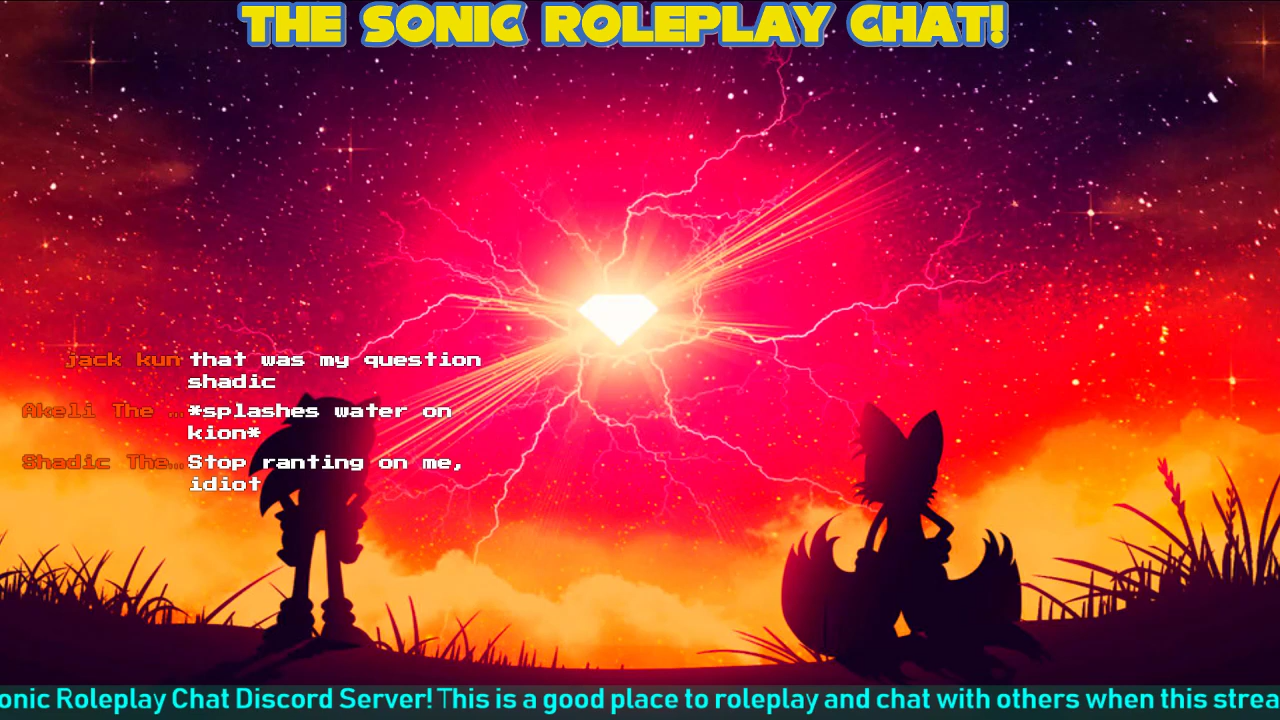 THE SONIC ROLEPLAY CHAT!
jack kun that was my question
shadic
Akeli The ... *splashes water on
kion*
Shadic The... Stop ranting on me,
idiot
onic Roleplay Chat Discord Server! This is a good place to roleplay and chat with others when this strea